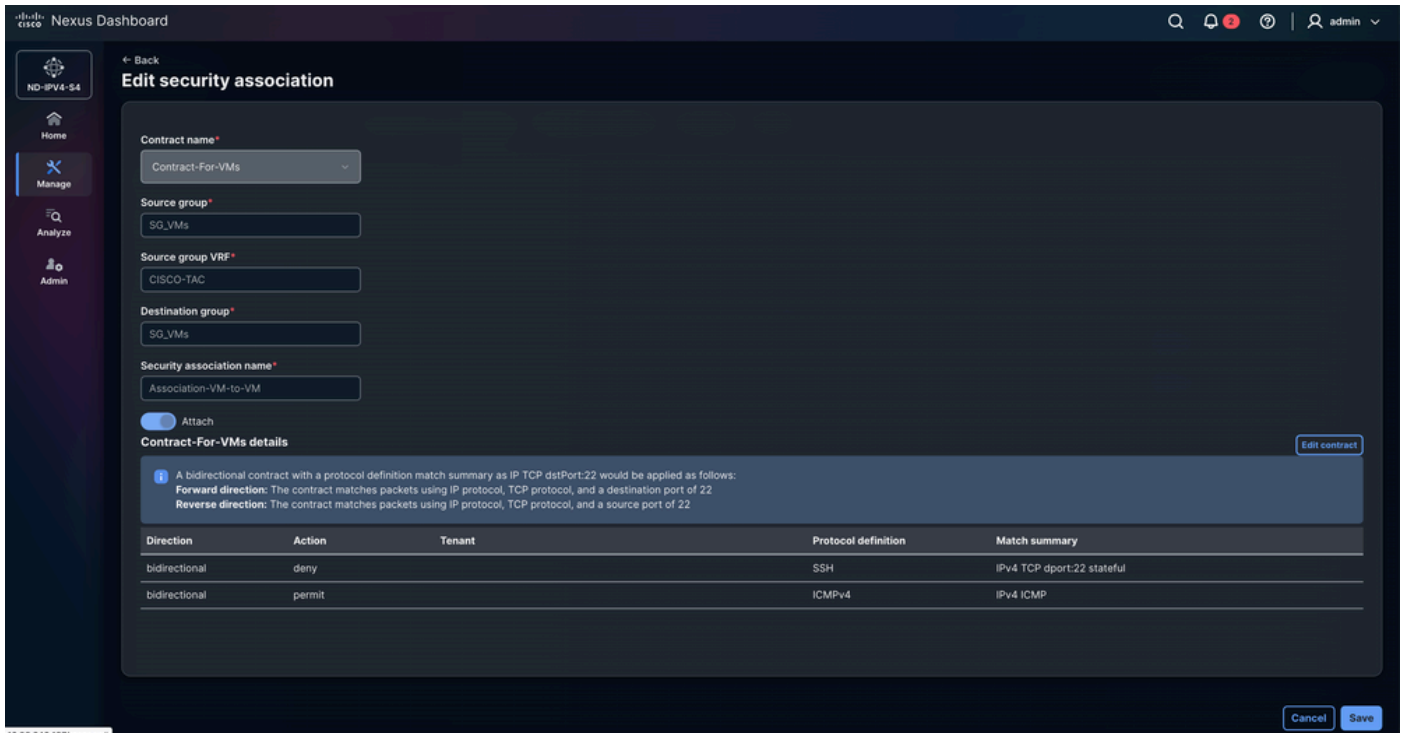 cisco Nexus Dashboard
2
admin
ND-IPV4-S4
Home
Manage
Analyze
Admin
← Back
Edit security association
Contract name*
Contract-For-VMs
Source group*
SG_VMs
Source group VRF*
CISCO-TAC
Destination group*
SG_VMs
Security association name*
Association-VM-to-VM
Attach
Contract-For-VMs details
Edit contract
A bidirectional contract with a protocol definition match summary as IP TCP dstPort:22 would be applied as follows:
Forward direction: The contract matches packets using IP protocol, TCP protocol, and a destination port of 22
Reverse direction: The contract matches packets using IP protocol, TCP protocol, and a source port of 22
Direction Action Tenant Protocol definition Match summary
bidirectional deny SSH IPv4 TCP dport:22 stateful
bidirectional permit ICMPv4 IPv4 ICMP
Cancel Save